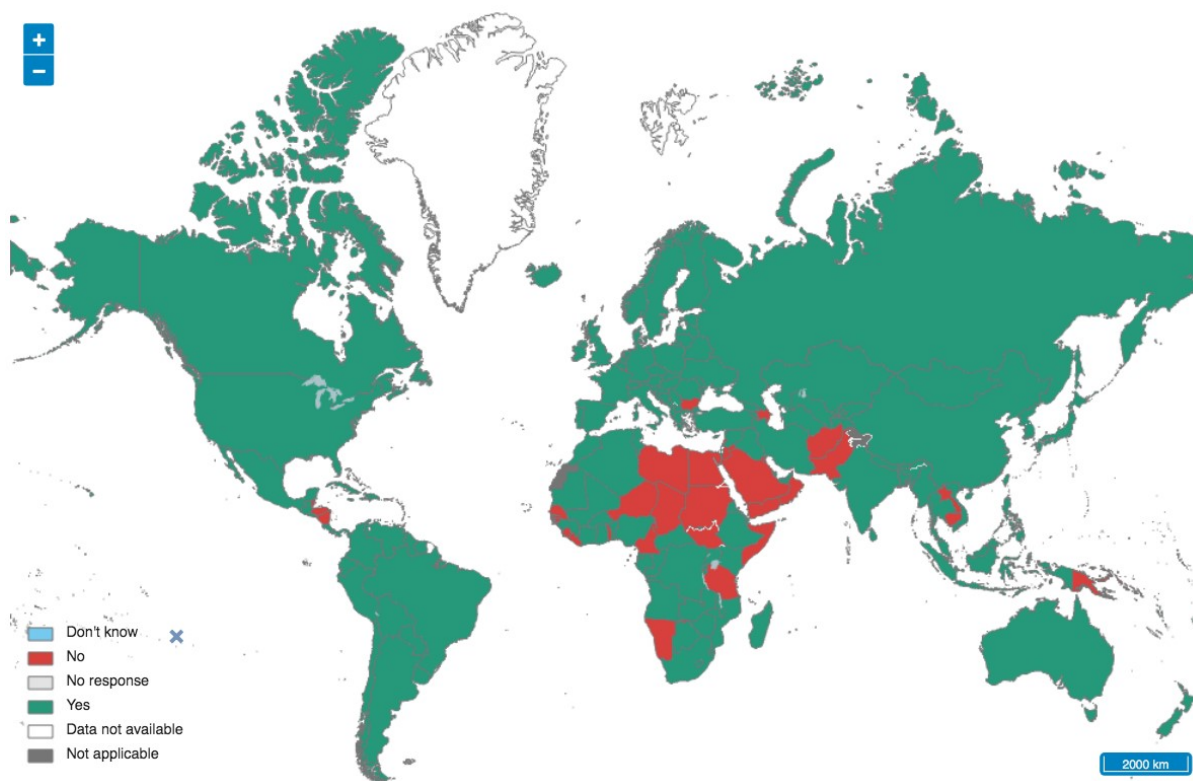 +
−
Don't know
No
No response
Yes
Data not available
Not applicable
2000 km